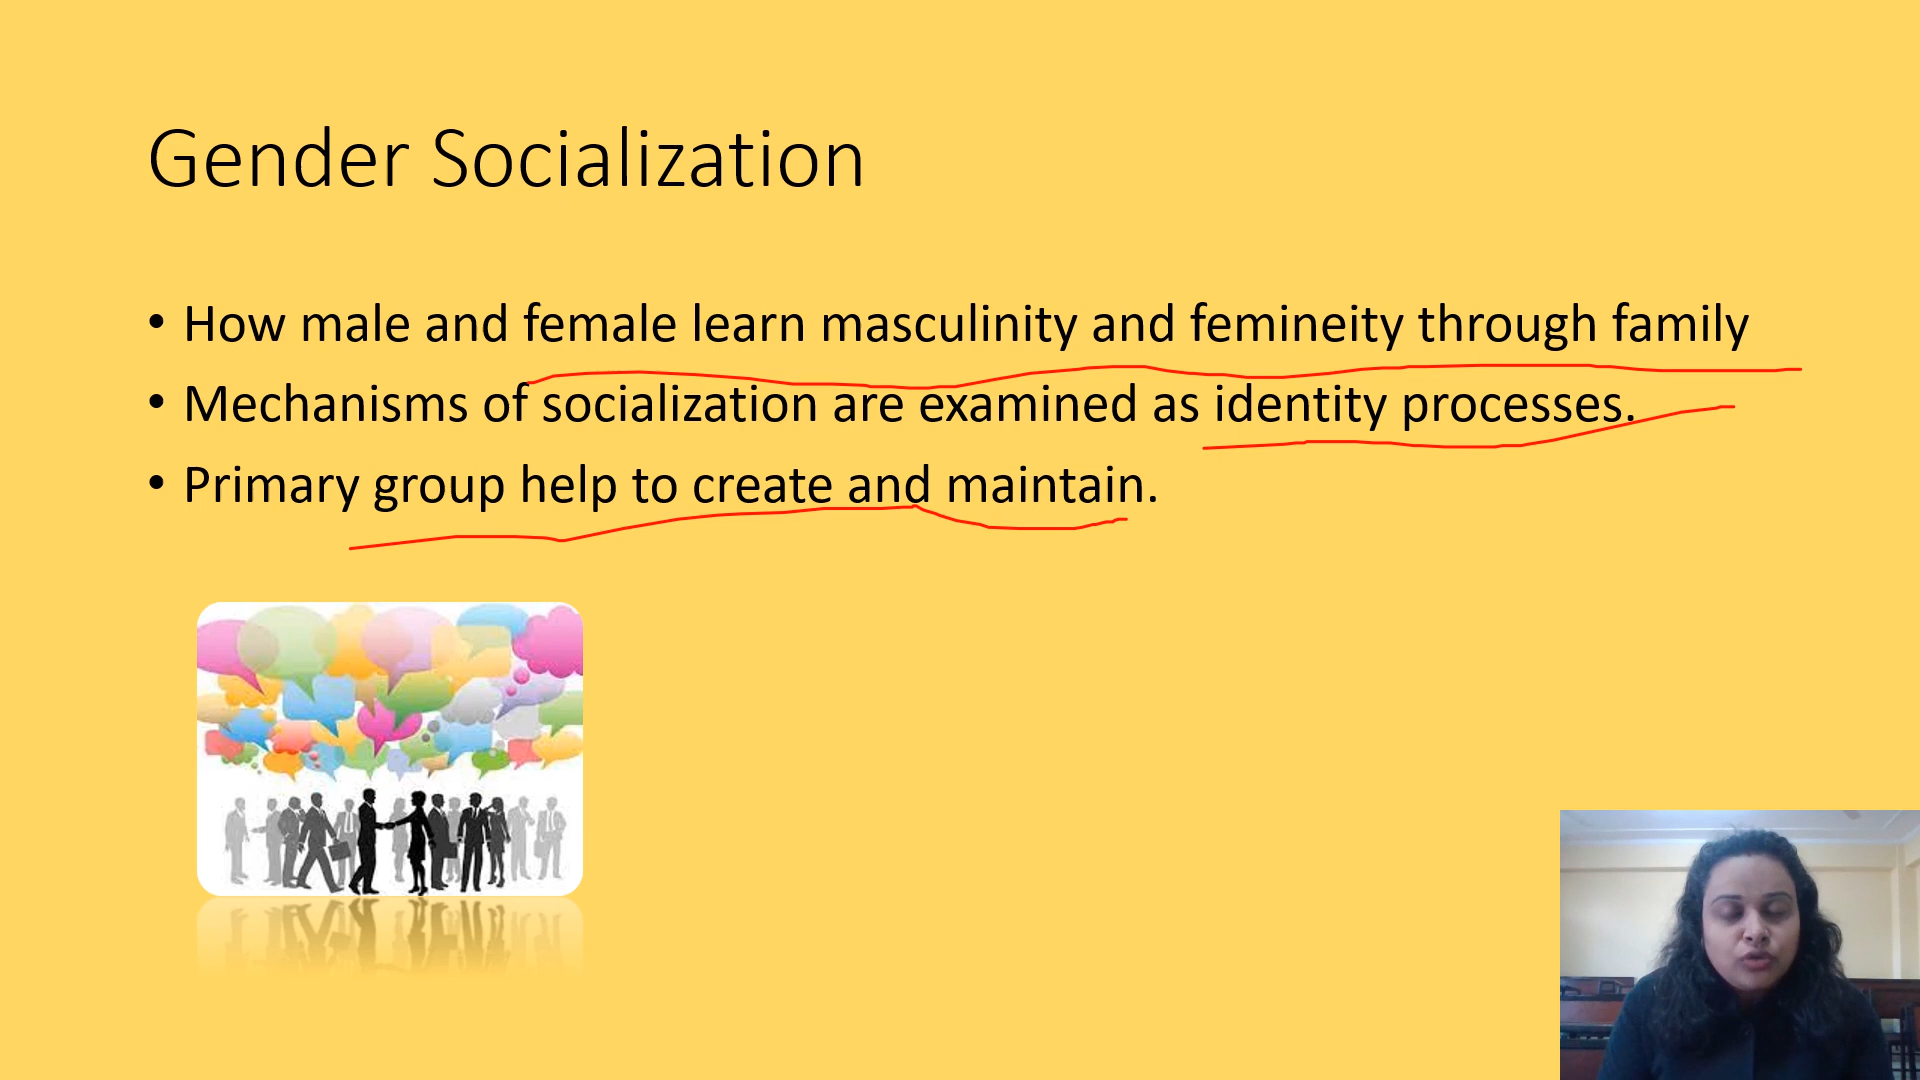 Gender Socialization
• How male and female learn masculinity and femineity through family
• Mechanisms of socialization are examined as identity processes.
• Primary group help to create and maintain.